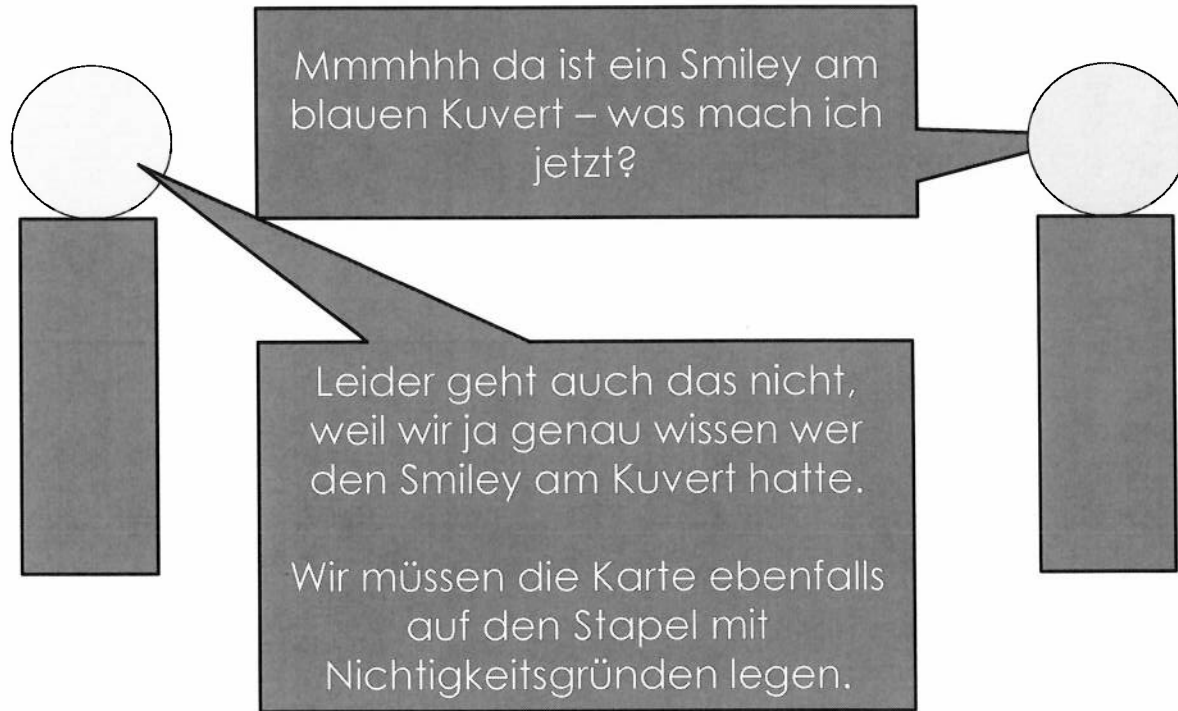 Mmmhhh da ist ein Smiley am
blauen Kuvert – was mach ich
jetzt?
Leider geht auch das nicht,
weil wir ja genau wissen wer
den Smiley am Kuvert hatte.
Wir müssen die Karte ebenfalls
auf den Stapel mit
Nichtigkeitsgründen legen.